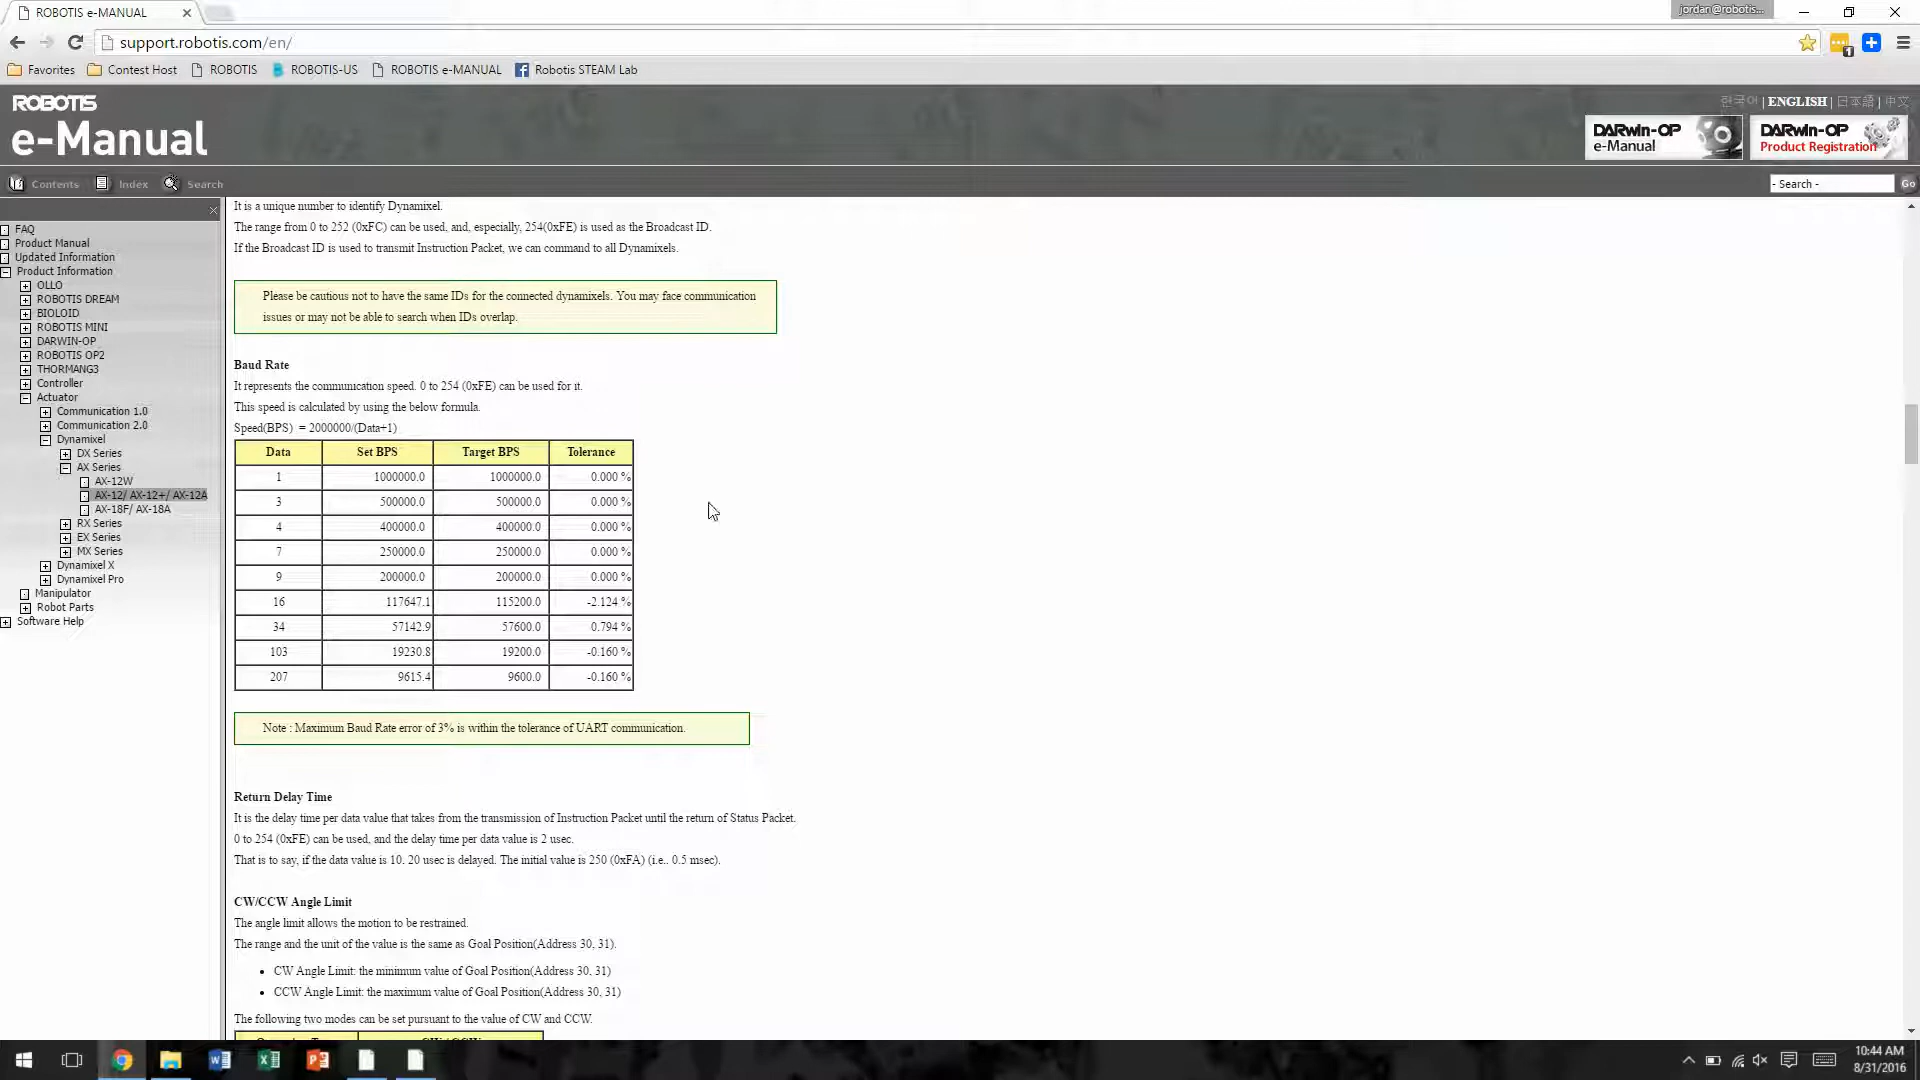 ROBOTIS e-MANUAL
jordan@robotis...
support.robotis.com/en/
1
Favorites
Contest Host
ROBOTIS
ROBOTIS-US
ROBOTIS e-MANUAL
Robotis STEAM Lab
ROBOTIS
e-Manual
한국어 | ENGLISH | 日本語 | 中文
DARwin-OP
e-Manual
DARwin-OP
Product Registration
Contents
Index
Search
- Search -
Go
FAQ
Product Manual
Updated Information
Product Information
OLLO
ROBOTIS DREAM
BIOLOID
ROBOTIS MINI
DARWIN-OP
ROBOTIS OP2
THORMANG3
Controller
Actuator
Communication 1.0
Communication 2.0
Dynamixel
DX Series
AX Series
AX-12W
AX-12/ AX-12+/ AX-12A
AX-18F/ AX-18A
RX Series
EX Series
MX Series
Dynamixel X
Dynamixel Pro
Manipulator
Robot Parts
Software Help
It is a unique number to identify Dynamixel.
The range from 0 to 252 (0xFC) can be used, and, especially, 254(0xFE) is used as the Broadcast ID.
If the Broadcast ID is used to transmit Instruction Packet, we can command to all Dynamixels.
Please be cautious not to have the same IDs for the connected dynamixels. You may face communication
issues or may not be able to search when IDs overlap.
Baud Rate
It represents the communication speed. 0 to 254 (0xFE) can be used for it.
This speed is calculated by using the below formula.
Speed(BPS) = 2000000/(Data+1)
Data Set BPS Target BPS Tolerance
1 1000000.0 1000000.0 0.000 %
3 500000.0 500000.0 0.000 %
4 400000.0 400000.0 0.000 %
7 250000.0 250000.0 0.000 %
9 200000.0 200000.0 0.000 %
16 117647.1 115200.0 -2.124 %
34 57142.9 57600.0 0.794 %
103 19230.8 19200.0 -0.160 %
207 9615.4 9600.0 -0.160 %
Note : Maximum Baud Rate error of 3% is within the tolerance of UART communication.
Return Delay Time
It is the delay time per data value that takes from the transmission of Instruction Packet until the return of Status Packet.
0 to 254 (0xFE) can be used, and the delay time per data value is 2 usec.
That is to say, if the data value is 10. 20 usec is delayed. The initial value is 250 (0xFA) (i.e.. 0.5 msec).
CW/CCW Angle Limit
The angle limit allows the motion to be restrained.
The range and the unit of the value is the same as Goal Position(Address 30, 31).
• CW Angle Limit: the minimum value of Goal Position(Address 30, 31)
• CCW Angle Limit: the maximum value of Goal Position(Address 30, 31)
The following two modes can be set pursuant to the value of CW and CCW.
10:44 AM
8/31/2016